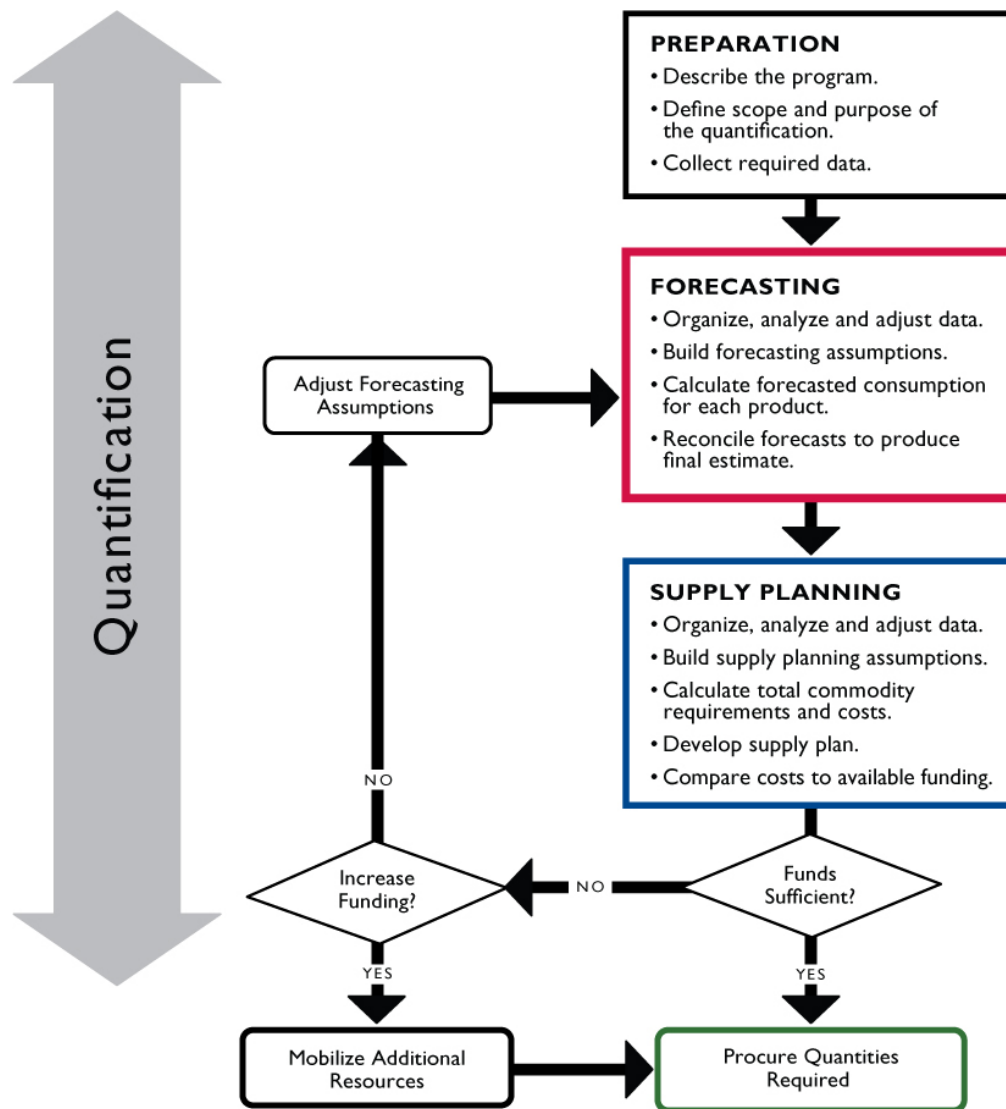 Quantification
PREPARATION
• Describe the program.
• Define scope and purpose of
the quantification.
• Collect required data.
FORECASTING
• Organize, analyze and adjust data.
• Build forecasting assumptions.
• Calculate forecasted consumption
for each product.
• Reconcile forecasts to produce
final estimate.
Adjust Forecasting
Assumptions
SUPPLY PLANNING
• Organize, analyze and adjust data.
• Build supply planning assumptions.
• Calculate total commodity
requirements and costs.
• Develop supply plan.
• Compare costs to available funding.
NO
Increase
Funding?
NO
Funds
Sufficient?
YES
YES
Mobilize Additional
Resources
Procure Quantities
Required